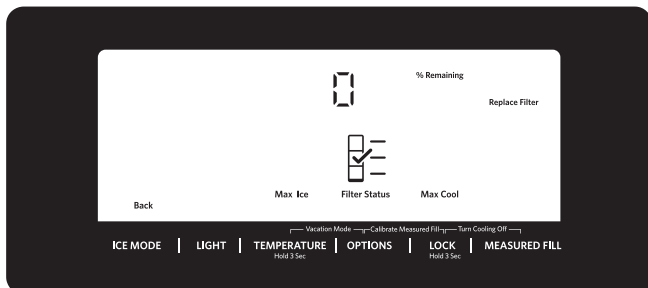 0
% Remaining
Replace Filter
Max Ice Filter Status Max Cool
Back
Vacation Mode Calibrate Measured Fill Turn Cooling Off
ICE MODE LIGHT TEMPERATURE OPTIONS LOCK MEASURED FILL
Hold 3 Sec Hold 3 Sec